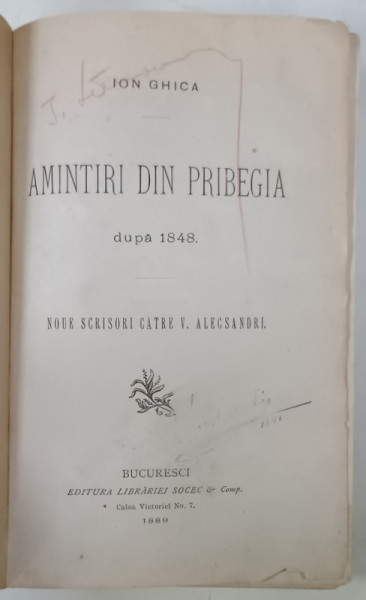 ION GHICA
AMINTIRI DIN PRIBEGIA
după 1848.
NOUE SCRISORI CĂTRE V. ALECSANDRI.
BUCURESCI
EDITURA LIBRĂRIEI SOCEC & Comp.
Calea Victoriei No. 7.
1889